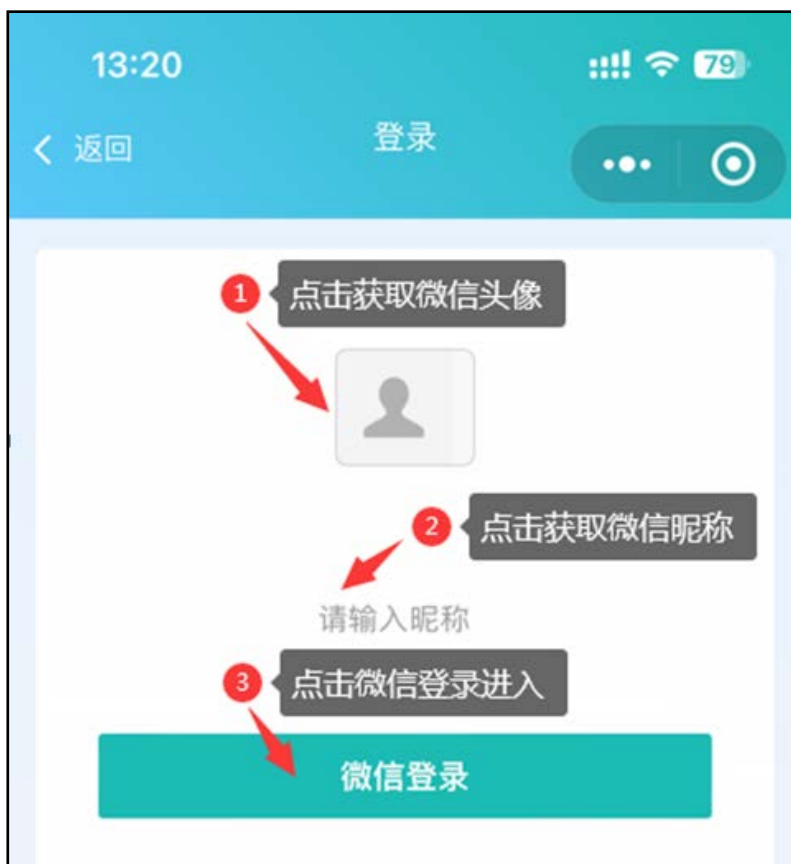 13:20
79
返回
登录
1
点击获取微信头像
2
点击获取微信昵称
请输入昵称
3
点击微信登录进入
微信登录